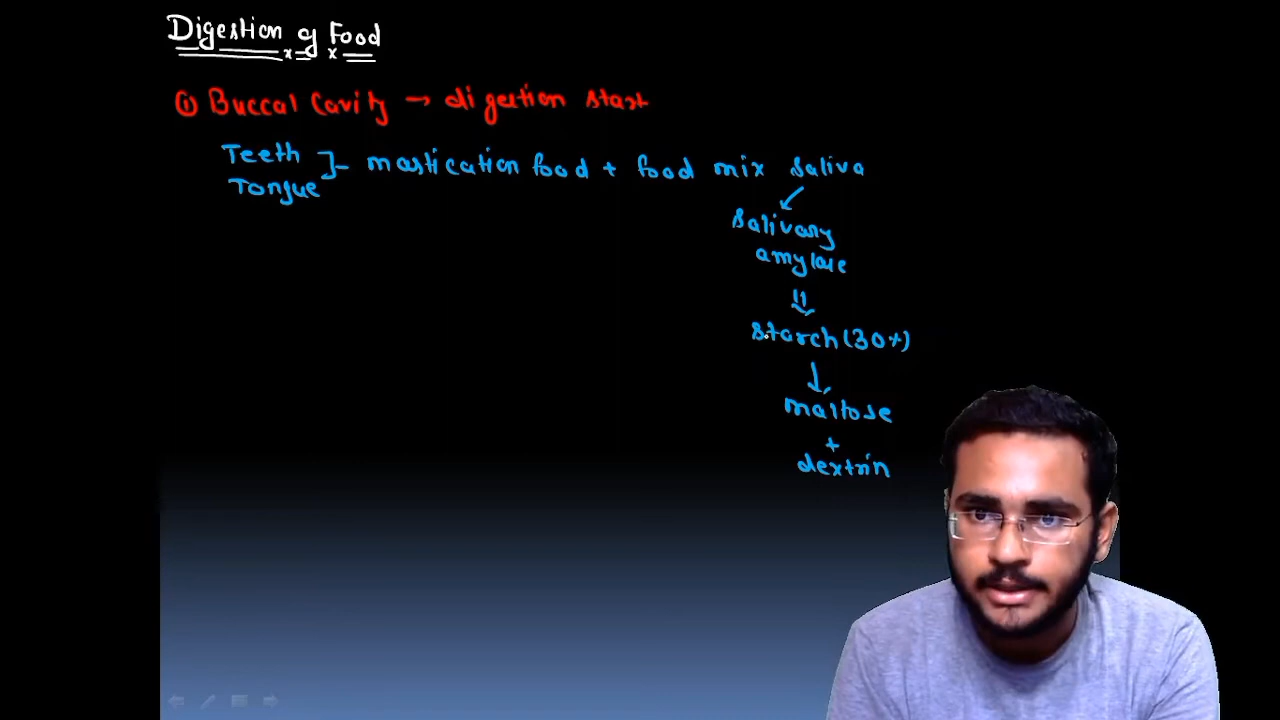 Digestion of Food
① Buccal Cavity → digestion start
Teeth
Tongue
]- mastication food + food mix saliva
Salivary
amylase
⇓
Starch (30%)
↓
maltose
+
dextrin